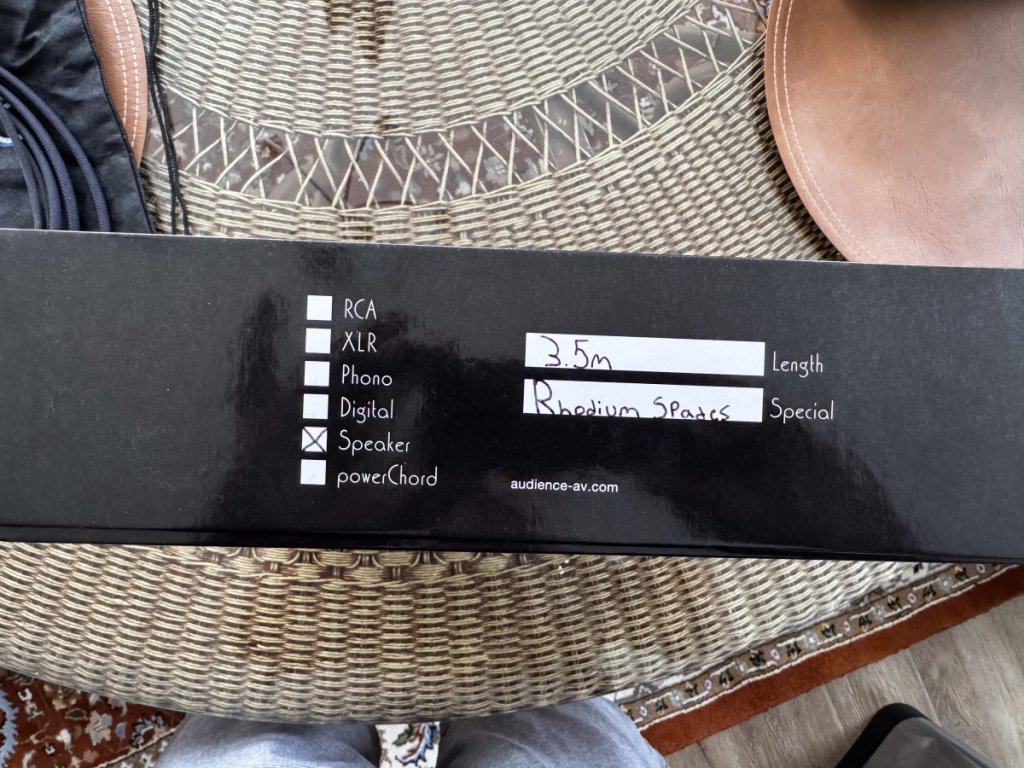 RCA
XLR
Phono
Digital
Speaker
powerChord
3.5m Length
Rhodium Spades Special
audience-av.com